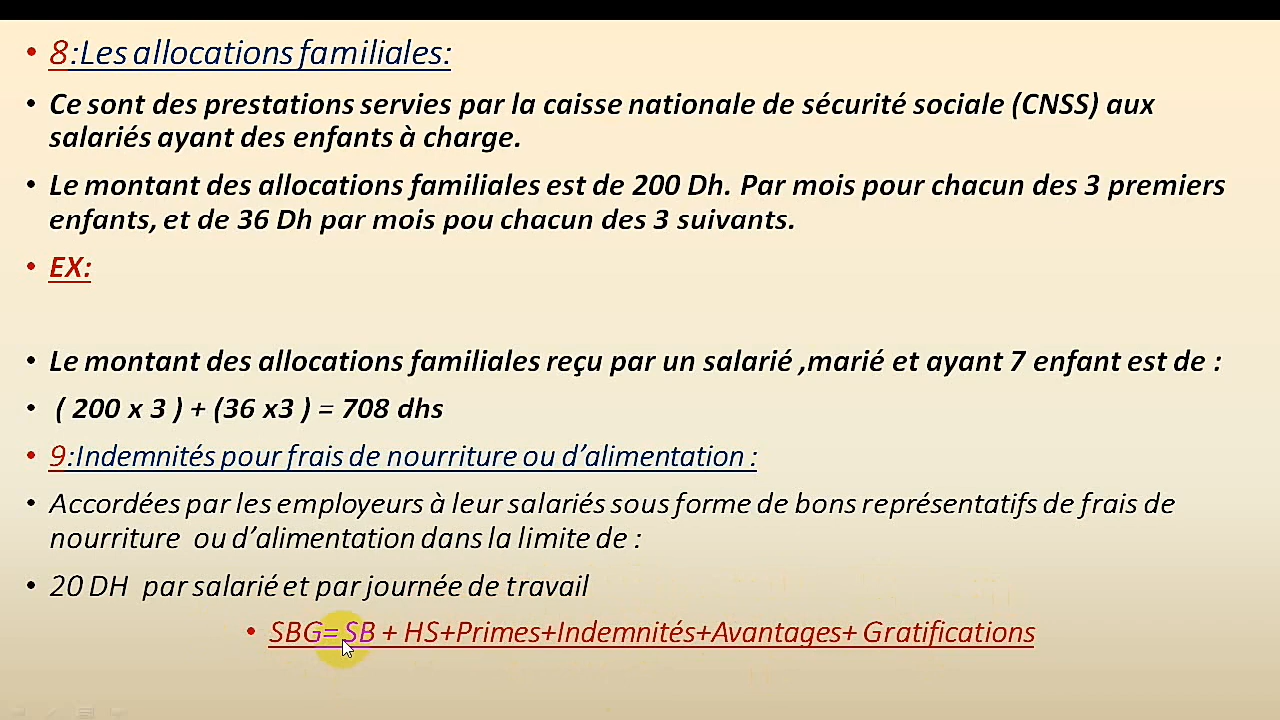 • 8:Les allocations familiales:
• Ce sont des prestations servies par la caisse nationale de sécurité sociale (CNSS) aux
salariés ayant des enfants à charge.
• Le montant des allocations familiales est de 200 Dh. Par mois pour chacun des 3 premiers
enfants, et de 36 Dh par mois pou chacun des 3 suivants.
• EX:
• Le montant des allocations familiales reçu par un salarié ,marié et ayant 7 enfant est de :
• ( 200 x 3 ) + (36 x3 ) = 708 dhs
• 9:Indemnités pour frais de nourriture ou d’alimentation :
• Accordées par les employeurs à leur salariés sous forme de bons représentatifs de frais de
nourriture ou d’alimentation dans la limite de :
• 20 DH par salarié et par journée de travail
• SBG= SB + HS+Primes+Indemnités+Avantages+ Gratifications